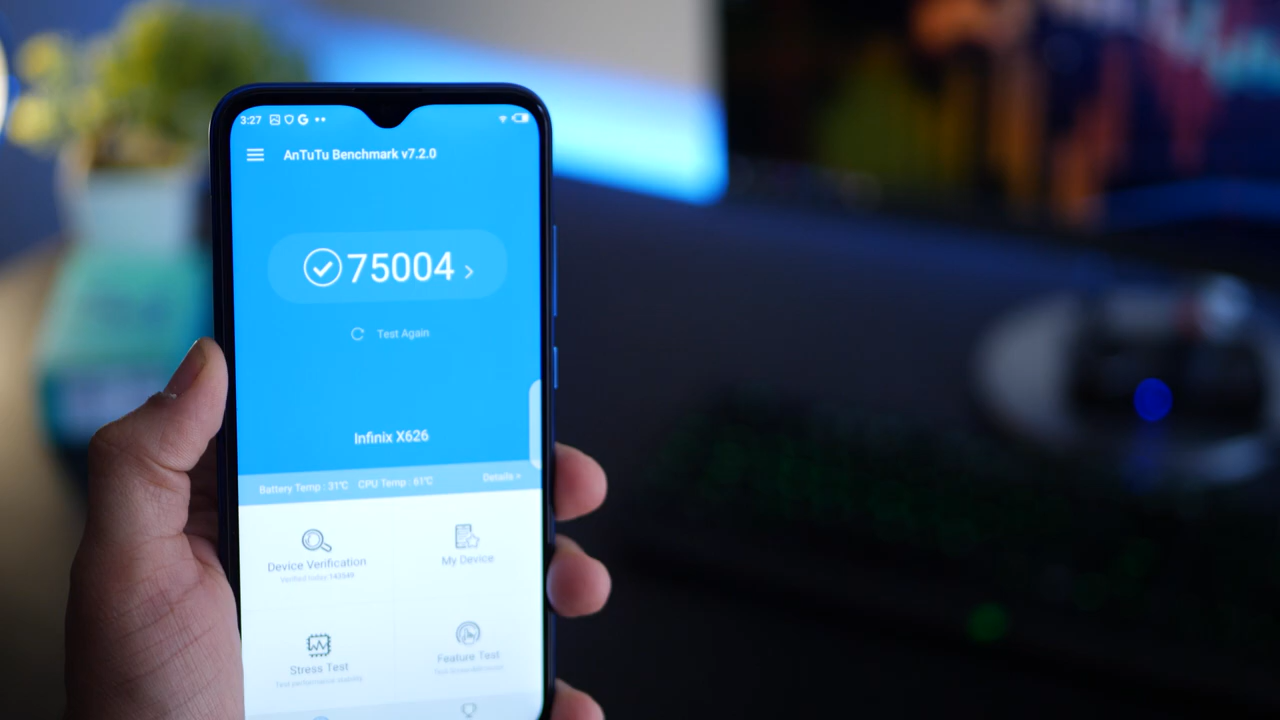 3:27
AnTuTu Benchmark v7.2.0
75004 >
Test Again
Infinix X626
Battery Temp : 31℃ CPU Temp : 61℃ Details >
Device Verification
My Device
Stress Test
Feature Test